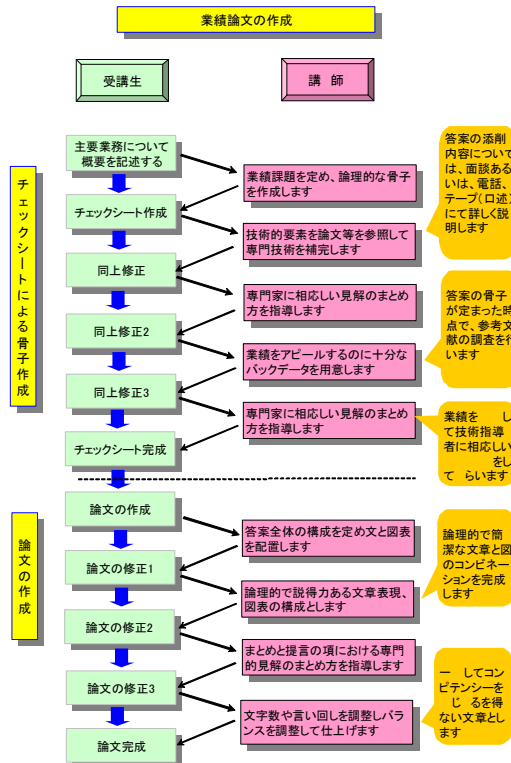 業績論文の作成
受講生
講 師
チェックシートによる骨子作成
主要業務について
概要を記述する
業績課題を定め、論理的な骨子
を作成します
答案の添削
内容について
は、面談ある
いは、電話、
テープ(口述)
にて詳しく説
明します
チェックシート作成
技術的要素を論文等を参照して
専門技術を補完します
同上修正
専門家に相応しい見解のまとめ
方を指導します
答案の骨子
が定まった時
点で、参考文
献の調査を行
います
同上修正2
業績をアピールするのに十分な
バックデータを用意します
同上修正3
専門家に相応しい見解のまとめ
方を指導します
業績を し
て技術指導
者に相応しい
をし
て らいます
チェックシート完成
論文の作成
論文の作成
答案全体の構成を定め文と図表
を配置します
論理的で簡
潔な文章と図
のコンビネー
ションを完成
します
論文の修正1
論理的で説得力ある文章表現、
図表の構成とします
論文の修正2
まとめと提言の項における専門
的見解のまとめ方を指導します
論文の修正3
文字数や言い回しを調整しバラ
ンスを調整して仕上げます
ー してコン
ピテンシーを
じ るを得
ない文章とし
ます
論文完成